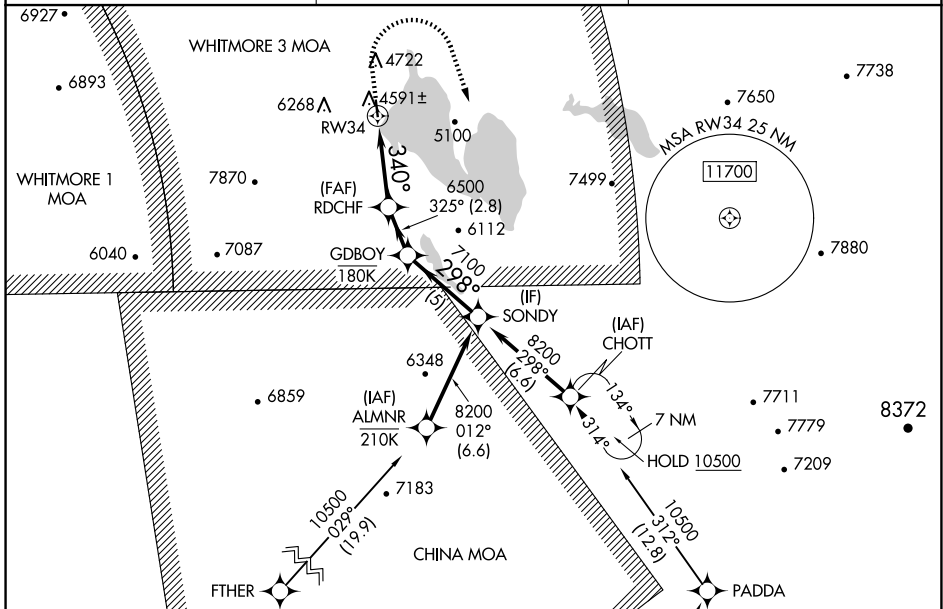 6927
WHITMORE 3 MOA
4722
7738
6893
6268
4591±
7650
RW34
5100
MSA RW34 25 NM
340°
11700
WHITMORE 1
MOA
7870
(FAF)
RDCHF
6500
325° (2.8)
7499
6112
6040
7087
GDBOY
180K
7880
7100
298°
(5)
(IF)
SONDY
(IAF)
CHOTT
8200
298°
(6.6)
6348
6859
(IAF)
ALMNR
210K
8200
012°
(6.6)
134°
314°
7 NM
HOLD 10500
7711
7779
8372
7209
10500
029°
(19.9)
7183
10500
312°
(12.8)
CHINA MOA
FTHER
PADDA